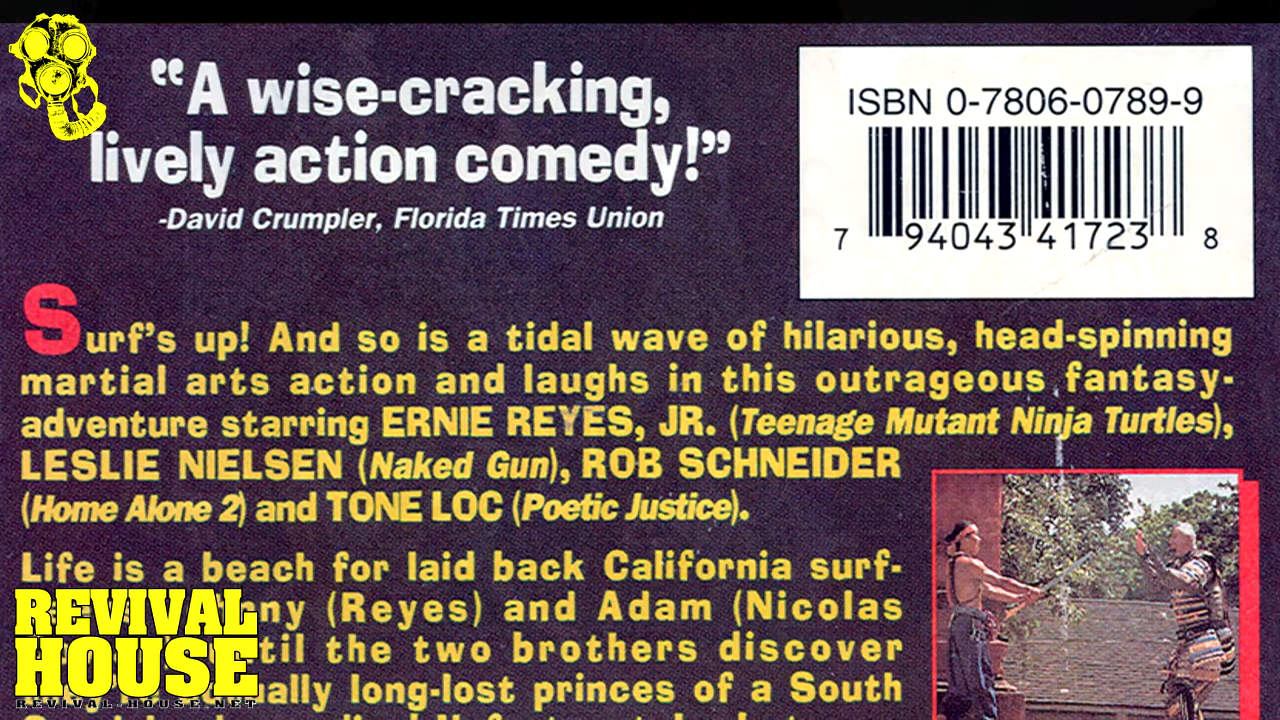 “A wise-cracking,
lively action comedy!”
-David Crumpler, Florida Times Union
ISBN 0-7806-0789-9
7 94043 41723 8
Surf’s up! And so is a tidal wave of hilarious, head-spinning
martial arts action and laughs in this outrageous fantasy-
adventure starring ERNIE REYES, JR. (Teenage Mutant Ninja Turtles),
LESLIE NIELSEN (Naked Gun), ROB SCHNEIDER
(Home Alone 2) and TONE LOC (Poetic Justice).
Life is a beach for laid back California surf-
(Reyes) and Adam (Nicolas
the two brothers discover
long-lost princes of a South
REVIVAL
HOUSE
REVIVAL-HOUSE.NET